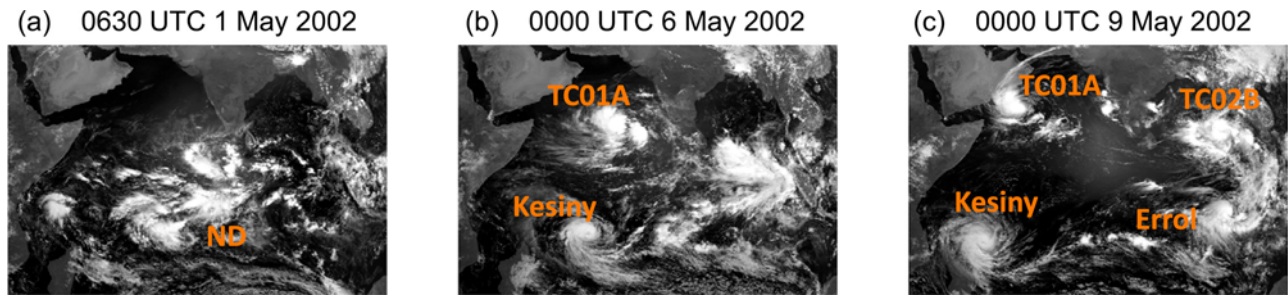 (a) 0630 UTC 1 May 2002
ND
(b) 0000 UTC 6 May 2002
TC01A
Kesiny
(c) 0000 UTC 9 May 2002
TC01A
TC02B
Kesiny
Errol